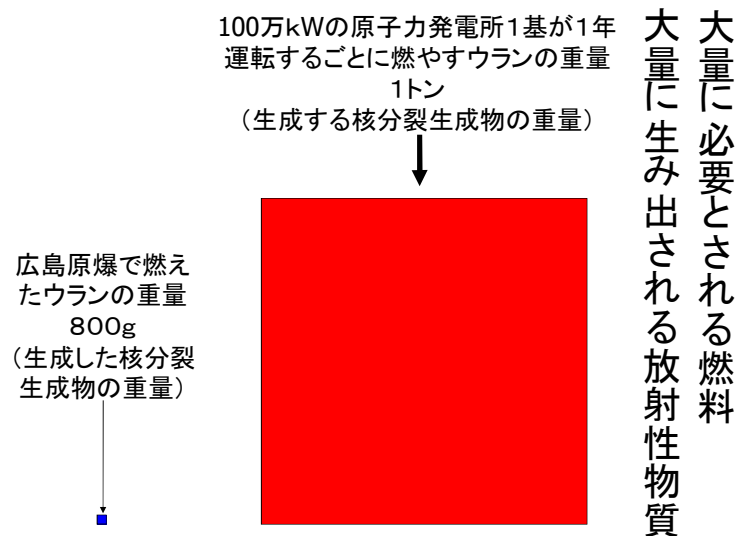 大量に必要とされる燃料
大量に生み出される放射性物質
100万kWの原子力発電所1基が1年
運転するごとに燃やすウランの重量
1トン
（生成する核分裂生成物の重量）
広島原爆で燃え
たウランの重量
800g
（生成した核分裂
生成物の重量）